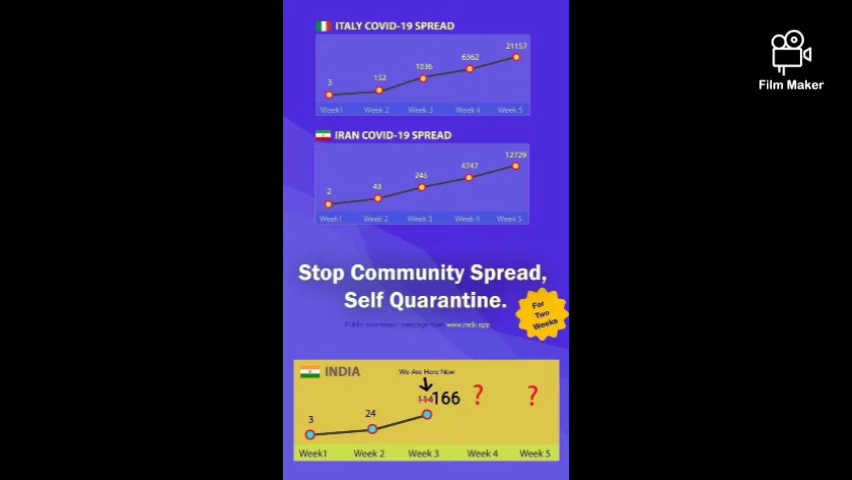 ITALY COVID-19 SPREAD
3
152
1036
6362
21157
Week1
Week 2
Week 3
Week 4
Week 5
Film Maker
IRAN COVID-19 SPREAD
2
43
245
4747
12729
Week1
Week 2
Week 3
Week 4
Week 5
Stop Community Spread,
Self Quarantine.
For
Two
Weeks
INDIA
We Are Here Now
3
24
114 166
?
?
Week1
Week 2
Week 3
Week 4
Week 5